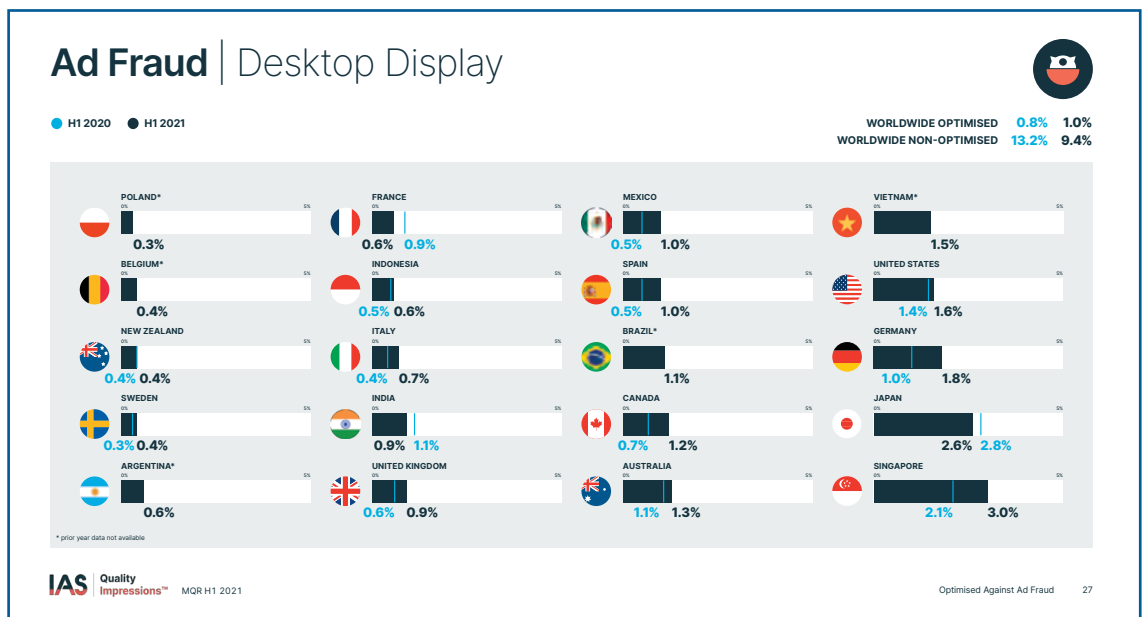 Ad Fraud | Desktop Display
H1 2020 H1 2021
WORLDWIDE OPTIMISED 0.8% 1.0%
WORLDWIDE NON-OPTIMISED 13.2% 9.4%
POLAND*
0% 5%
0.3%
BELGIUM*
0% 5%
0.4%
NEW ZEALAND
0% 5%
0.4% 0.4%
SWEDEN
0% 5%
0.3% 0.4%
ARGENTINA*
0% 5%
0.6%
FRANCE
0% 5%
0.6% 0.9%
INDONESIA
0% 5%
0.5% 0.6%
ITALY
0% 5%
0.4% 0.7%
INDIA
0% 5%
0.9% 1.1%
UNITED KINGDOM
0% 5%
0.6% 0.9%
MEXICO
0% 5%
0.5% 1.0%
SPAIN
0% 5%
0.5% 1.0%
BRAZIL*
0% 5%
1.1%
CANADA
0% 5%
0.7% 1.2%
AUSTRALIA
0% 5%
1.1% 1.3%
VIETNAM*
0% 5%
1.5%
UNITED STATES
0% 5%
1.4% 1.6%
GERMANY
0% 5%
1.0% 1.8%
JAPAN
0% 5%
2.6% 2.8%
SINGAPORE
0% 5%
2.1% 3.0%
* prior year data not available
IAS Quality
Impressions™ MQR H1 2021
Optimised Against Ad Fraud 27